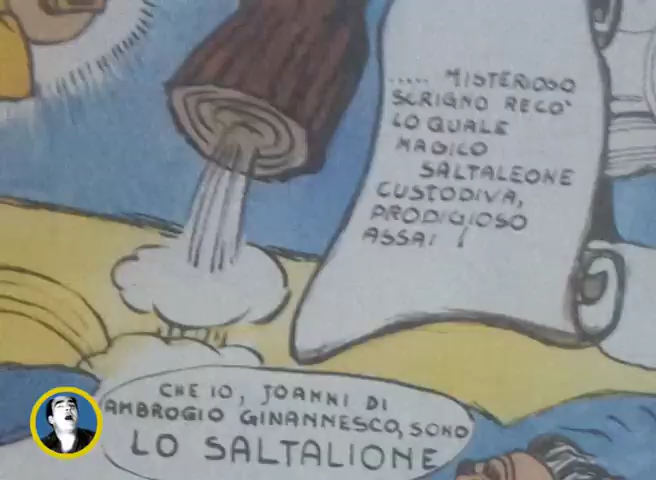 ..... MISTERIOSO
SCRIGNO RECO'
LO QUALE
MAGICO
SALTALEONE
CUSTODIVA,
PRODIGIOSO
ASSAI !
CHE IO, JOANNI DI
AMBROGIO GINANNESCO, SONO
LO SALTALIONE